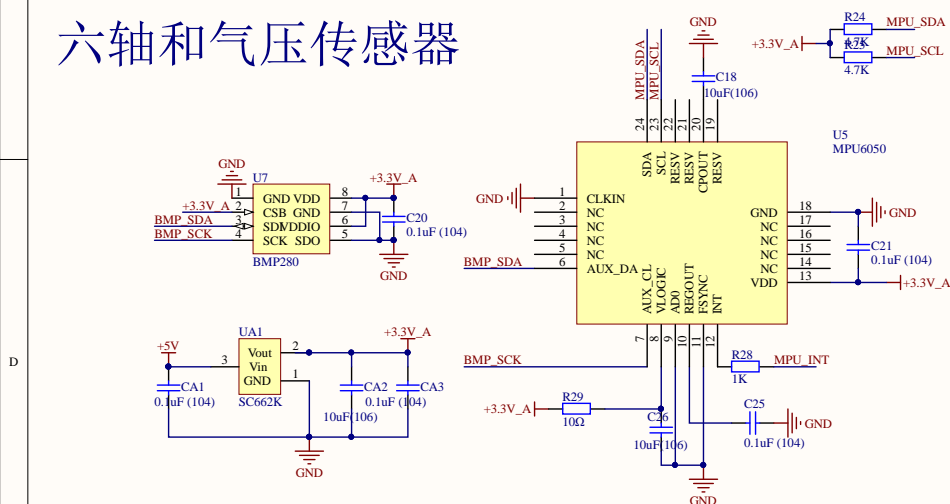 六轴和气压传感器
GND
+3.3V_A
R24
4.7K
MPU_SDA
R25
4.7K
MPU_SCL
MPU_SDA
MPU_SCL
C18
10uF(106)
24
23
22
21
20
19
U5
MPU6050
SDA
SCL
RESV
RESV
CPOUT
RESV
GND
1
CLKIN
2
NC
3
NC
4
NC
5
NC
BMP_SDA
6
AUX_DA
GND
18
GND
NC
17
NC
16
NC
15
NC
14
VDD
13
C21
0.1uF (104)
+3.3V_A
AUX_CL
VLOGIC
AD0
REGOUT
FSYNC
INT
7
8
9
10
11
12
BMP_SCK
R28
1K
MPU_INT
+3.3V_A
R29
10Ω
C26
10uF(106)
C25
0.1uF (104)
GND
GND
GND
U7
+3.3V_A
1
GND VDD
8
+3.3V_A
2
CSB GND
7
BMP_SDA
3
SDI
VDDIO
6
BMP_SCK
4
SCK SDO
5
C20
0.1uF (104)
BMP280
GND
UA1
+3.3V_A
+5V
Vout
2
3
Vin
GND
1
SC662K
CA1
0.1uF (104)
CA2
10uF(106)
CA3
0.1uF (104)
GND
D